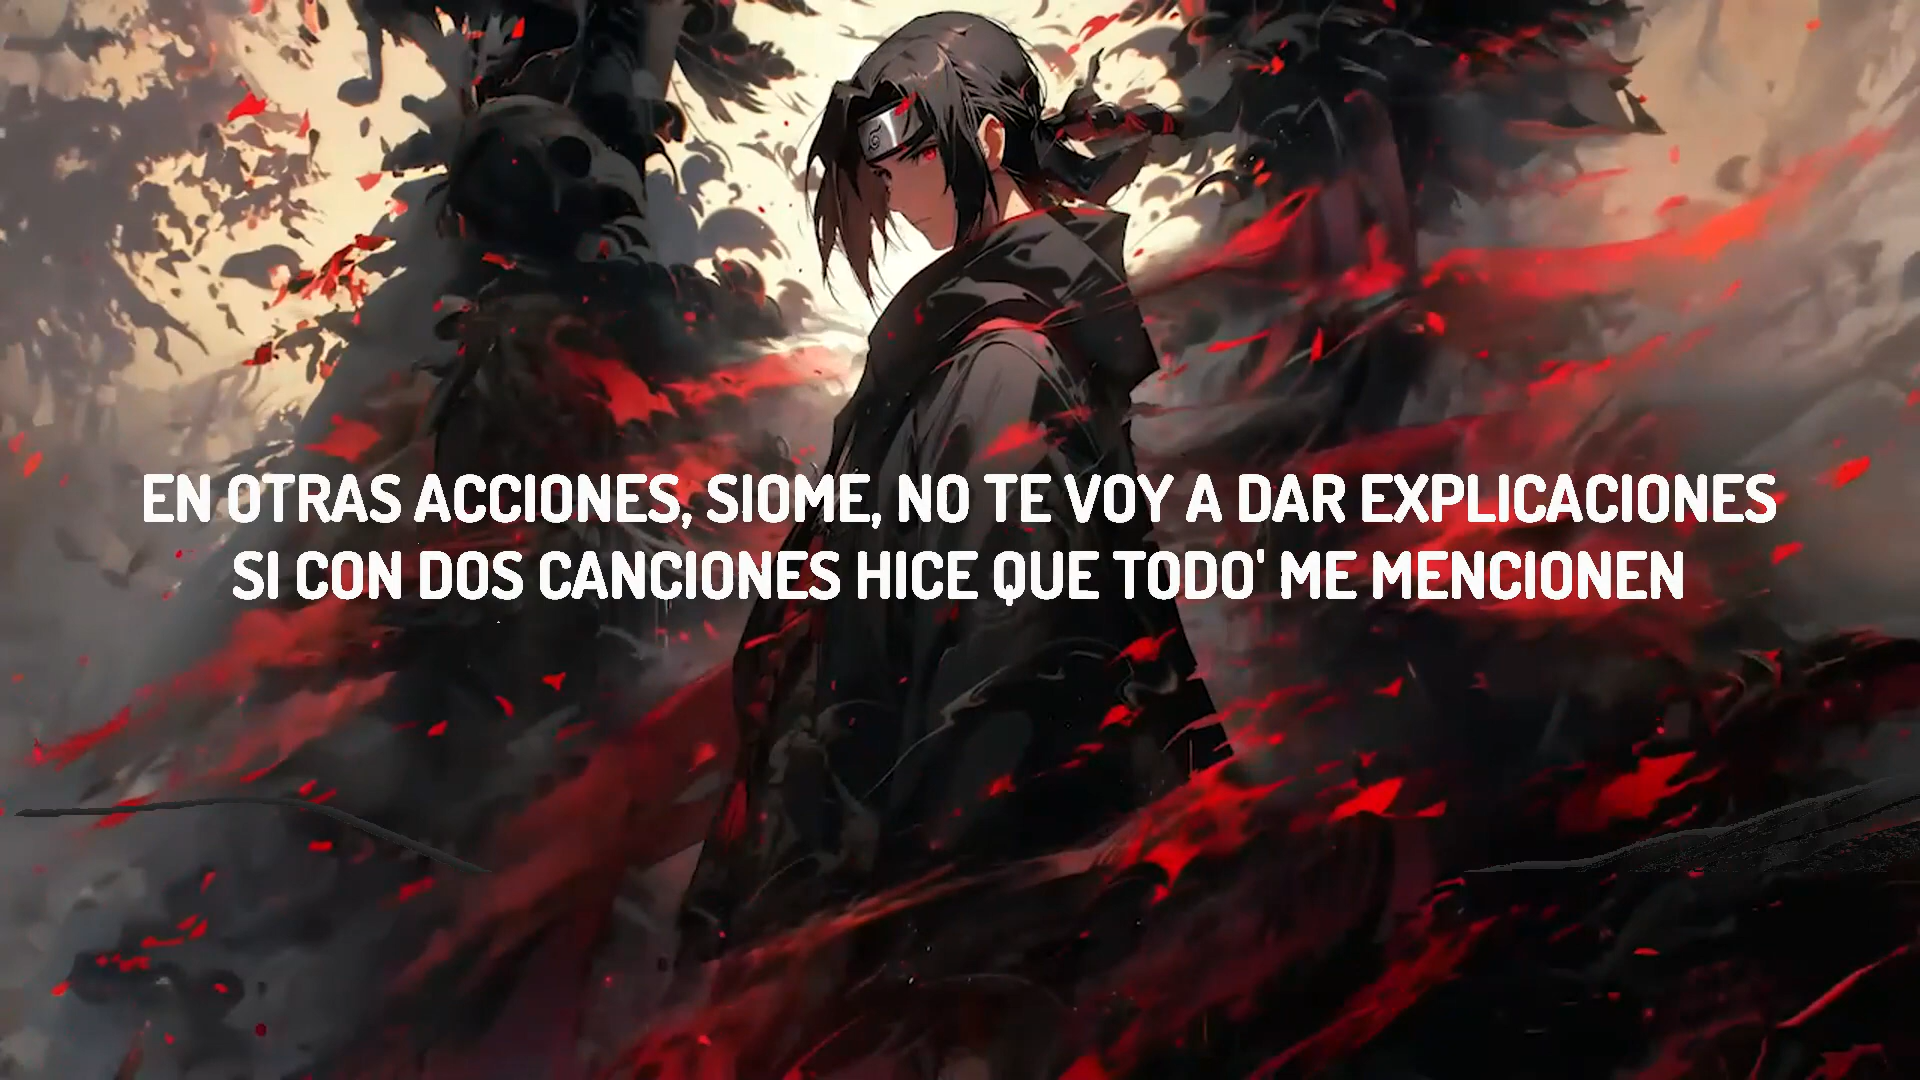 EN OTRAS ACCIONES, SIOME, NO TE VOY A DAR EXPLICACIONES
SI CON DOS CANCIONES HICE QUE TODO' ME MENCIONEN